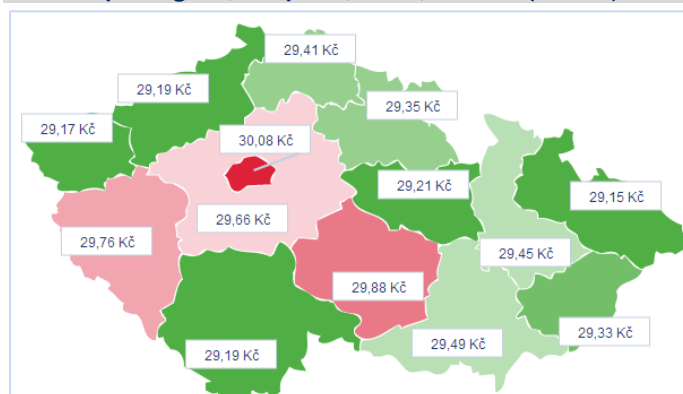 29,41 Kč
29,19 Kč
29,35 Kč
29,17 Kč
30,08 Kč
29,21 Kč
29,15 Kč
29,66 Kč
29,76 Kč
29,45 Kč
29,88 Kč
29,33 Kč
29,49 Kč
29,19 Kč